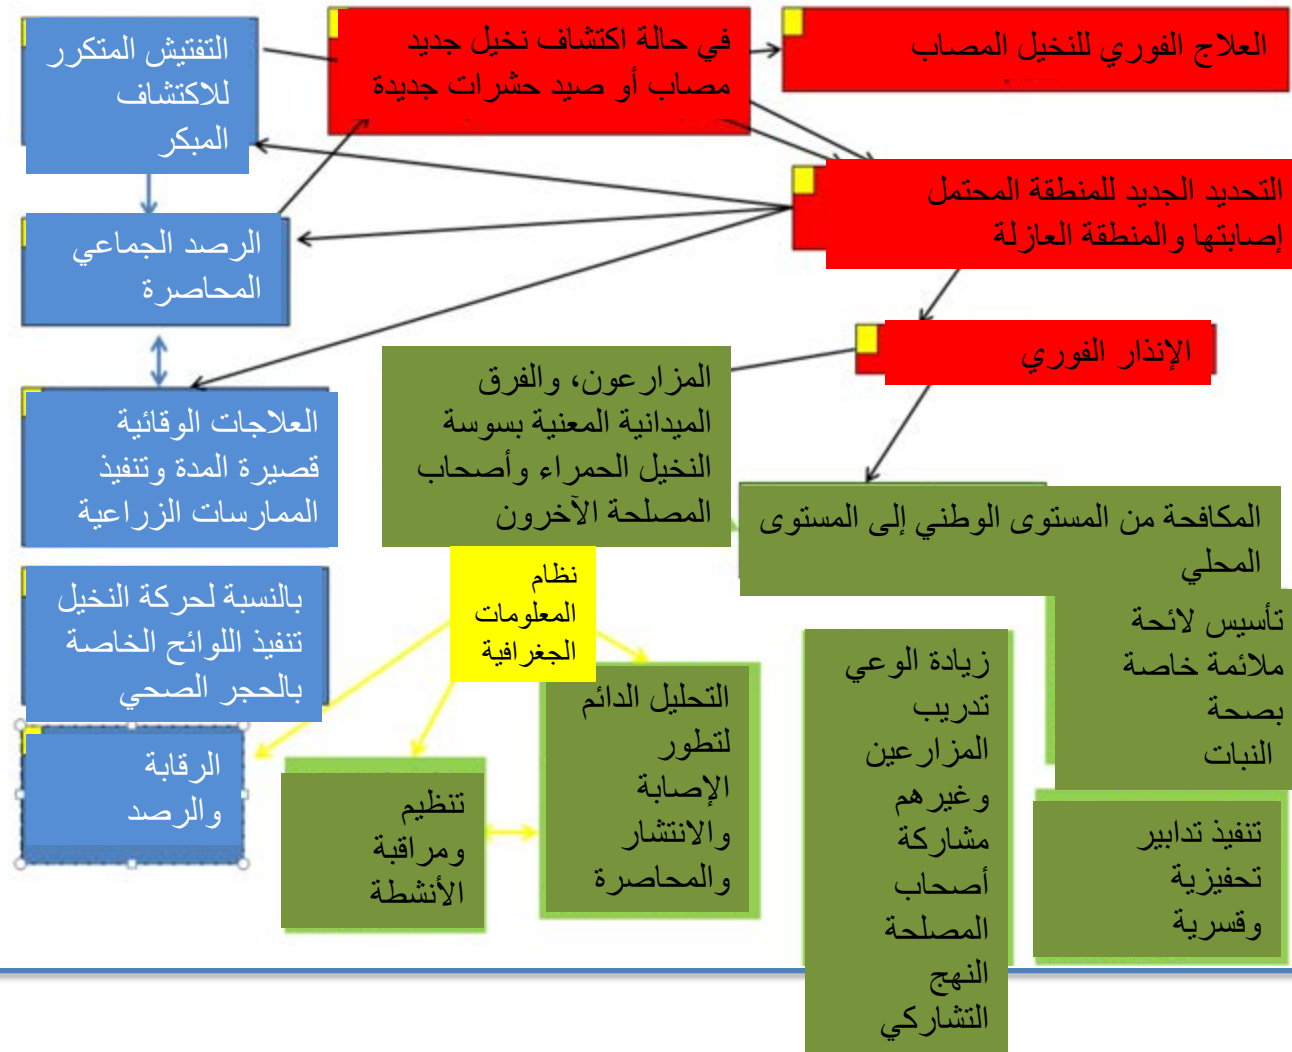 العلاج الفوري للنخيل المصاب
في حالة اكتشاف نخيل جديد
مصاب أو صيد حشرات جديدة
التفتيش المتكرر
للاكتشاف
المبكر
التحديد الجديد للمنطقة المحتمل
إصابتها والمنطقة العازلة
الرصد الجماعي
المحاصرة
الإنذار الفوري
المزارعون، والفرق
الميدانية المعنية بسوسة
النخيل الحمراء وأصحاب
المصلحة الآخرون
العلاجات الوقائية
قصيرة المدة وتنفيذ
الممارسات الزراعية
المكافحة من المستوى الوطني إلى المستوى
المحلي
نظام
المعلومات
الجغرافية
بالنسبة لحركة النخيل
تنفيذ اللوائح الخاصة
بالحجر الصحي
تأسيس لائحة
ملائمة خاصة
بصحة
النبات
زيادة الوعي
تدريب
المزارعين
وغيرهم
مشاركة
أصحاب
المصلحة
النهج
التشاركي
التحليل الدائم
لتطور
الإصابة
والانتشار
والمحاصرة
الرقابة
والرصد
تنظيم
ومراقبة
الأنشطة
تنفيذ تدابير
تحفيزية
وقسرية